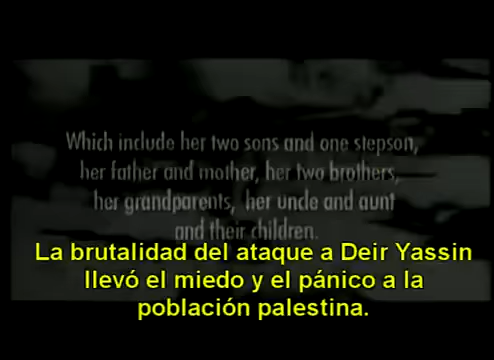 Which include her two sons and one stepson,
her father and mother, her two brothers,
her grandparents, her uncle and aunt
and their children.
La brutalidad del ataque a Deir Yassin
llevó el miedo y el pánico a la
población palestina.